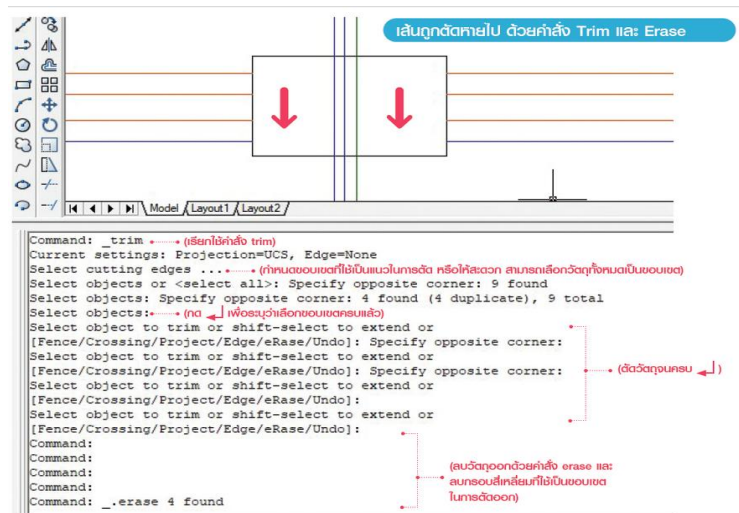 เส้นถูกตัดหายไป ด้วยคำสั่ง Trim และ Erase
Model
Layout1
Layout2
Command: _trim (เรียกใช้คำสั่ง trim)
Current settings: Projection=UCS, Edge=None
Select cutting edges ... (กำหนดขอบเขตที่ใช้เป็นแนวในการตัด หรือให้สะดวก สามารถเลือกวัตถุทั้งหมดเป็นขอบเขต)
Select objects or <select all>: Specify opposite corner: 9 found
Select objects: Specify opposite corner: 4 found (4 duplicate), 9 total
Select objects: (กด เพื่อระบุว่าเลือกขอบเขตครบแล้ว)
Select object to trim or shift-select to extend or
[Fence/Crossing/Project/Edge/eRase/Undo]: Specify opposite corner:
Select object to trim or shift-select to extend or
[Fence/Crossing/Project/Edge/eRase/Undo]: Specify opposite corner:
(ตัดวัตถุจนครบ )
Select object to trim or shift-select to extend or
[Fence/Crossing/Project/Edge/eRase/Undo]:
Select object to trim or shift-select to extend or
[Fence/Crossing/Project/Edge/eRase/Undo]:
Command:
Command:
Command:
Command:
Command: _.erase 4 found
(ลบวัตถุออกด้วยคำสั่ง erase และ
ลบกรอบสี่เหลี่ยมที่ใช้เป็นขอบเขต
ในการตัดออก)